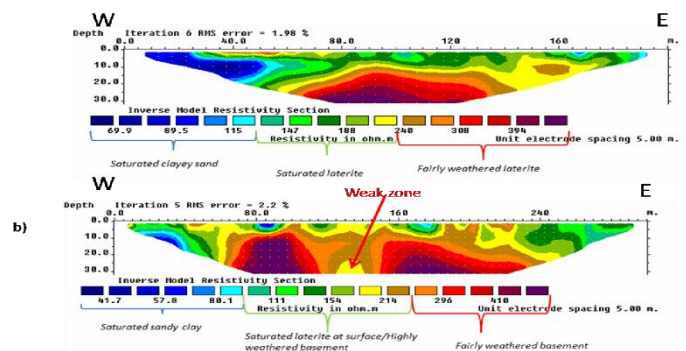 W E
Depth Iteration 6 RMS error = 1.98 %
0.0 40.0 80.0 120 160 m.
0.0
10.0
20.0
30.0
Inverse Model Resistivity Section
69.9 89.5 115 147 188 240 308 394
Resistivity in ohm.m Unit electrode spacing 5.00 m.
Saturated clayey sand Saturated laterite Fairly weathered laterite
W Weak zone E
b) Depth Iteration 5 RMS error = 2.2 %
0.0 80.0 160 240 m.
0.0
10.0
20.0
30.0
Inverse Model Resistivity Section
41.7 57.8 80.1 111 154 214 296 410
Resistivity in ohm.m Unit electrode spacing 5.00 m.
Saturated sandy clay Saturated laterite at surface/Highly weathered basement Fairly weathered basement